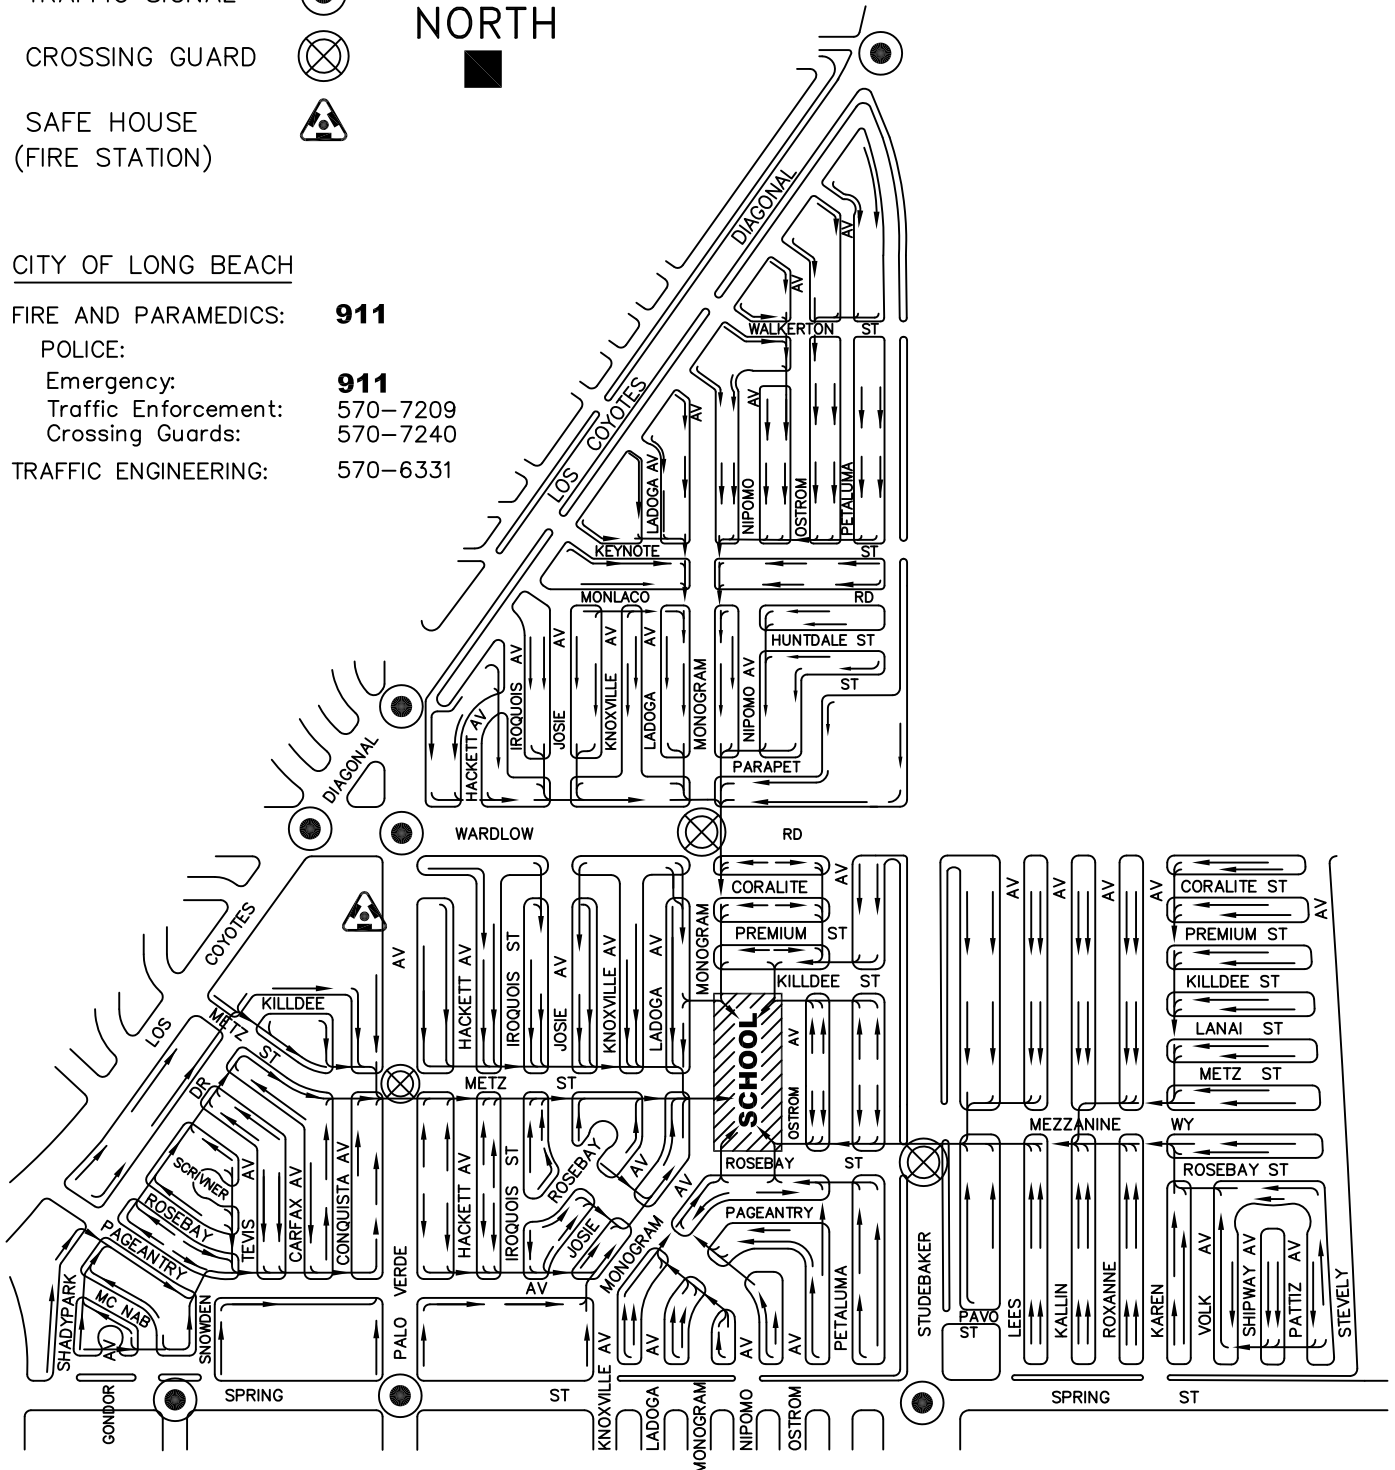 TRAFFIC SIGNAL
NORTH
CROSSING GUARD
SAFE HOUSE
(FIRE STATION)
CITY OF LONG BEACH
FIRE AND PARAMEDICS: 911
POLICE:
Emergency: 911
Traffic Enforcement: 570-7209
Crossing Guards: 570-7240
TRAFFIC ENGINEERING: 570-6331
LOS COYOTES DIAGONAL
AV
AV
WALKERTON ST
AV
AV
LADOGA AV
NIPOMO
OSTROM
PETALUMA
KEYNOTE ST
MONLACO RD
HUNTDALE ST
ST
HACKETT AV
IROQUOIS AV
JOSIE AV
KNOXVILLE AV
LADOGA AV
MONOGRAM
NIPOMO AV
PARAPET
DIAGONAL
WARDLOW RD
COYOTES
LOS
AV
HACKETT AV
IROQUOIS ST
JOSIE AV
KNOXVILLE AV
LADOGA AV
MONOGRAM
CORALITE
AV
PREMIUM ST
KILLDEE ST
AV
AV
AV
AV
CORALITE ST
AV
PREMIUM ST
KILLDEE ST
LANAI ST
METZ ST
KILLDEE
METZ ST
DR
METZ ST
SCHOOL
OSTROM AV
MEZZANINE WY
ROSEBAY ST
ROSEBAY ST
SCRIVNER
ROSEBAY
PAGEANTRY
TEVIS AV
CARFAX AV
CONQUISTA AV
HACKETT AV
IROQUOIS ST
ROSEBAY AV
JOSIE
MONOGRAM AV
PAGEANTRY
SHADYPARK
MC NAB
AV
SNOWDEN
PALO VERDE
AV
KNOXVILLE AV
AV
AV
AV
PETALUMA
STUDEBAKER
PAVO
ST
LEES
KALLIN
ROXANNE
KAREN
VOLK AV
SHIPWAY AV
PATTIZ AV
STEVELY
GONDOR
SPRING ST
LADOGA
MONOGRAM
NIPOMO
OSTROM
SPRING ST